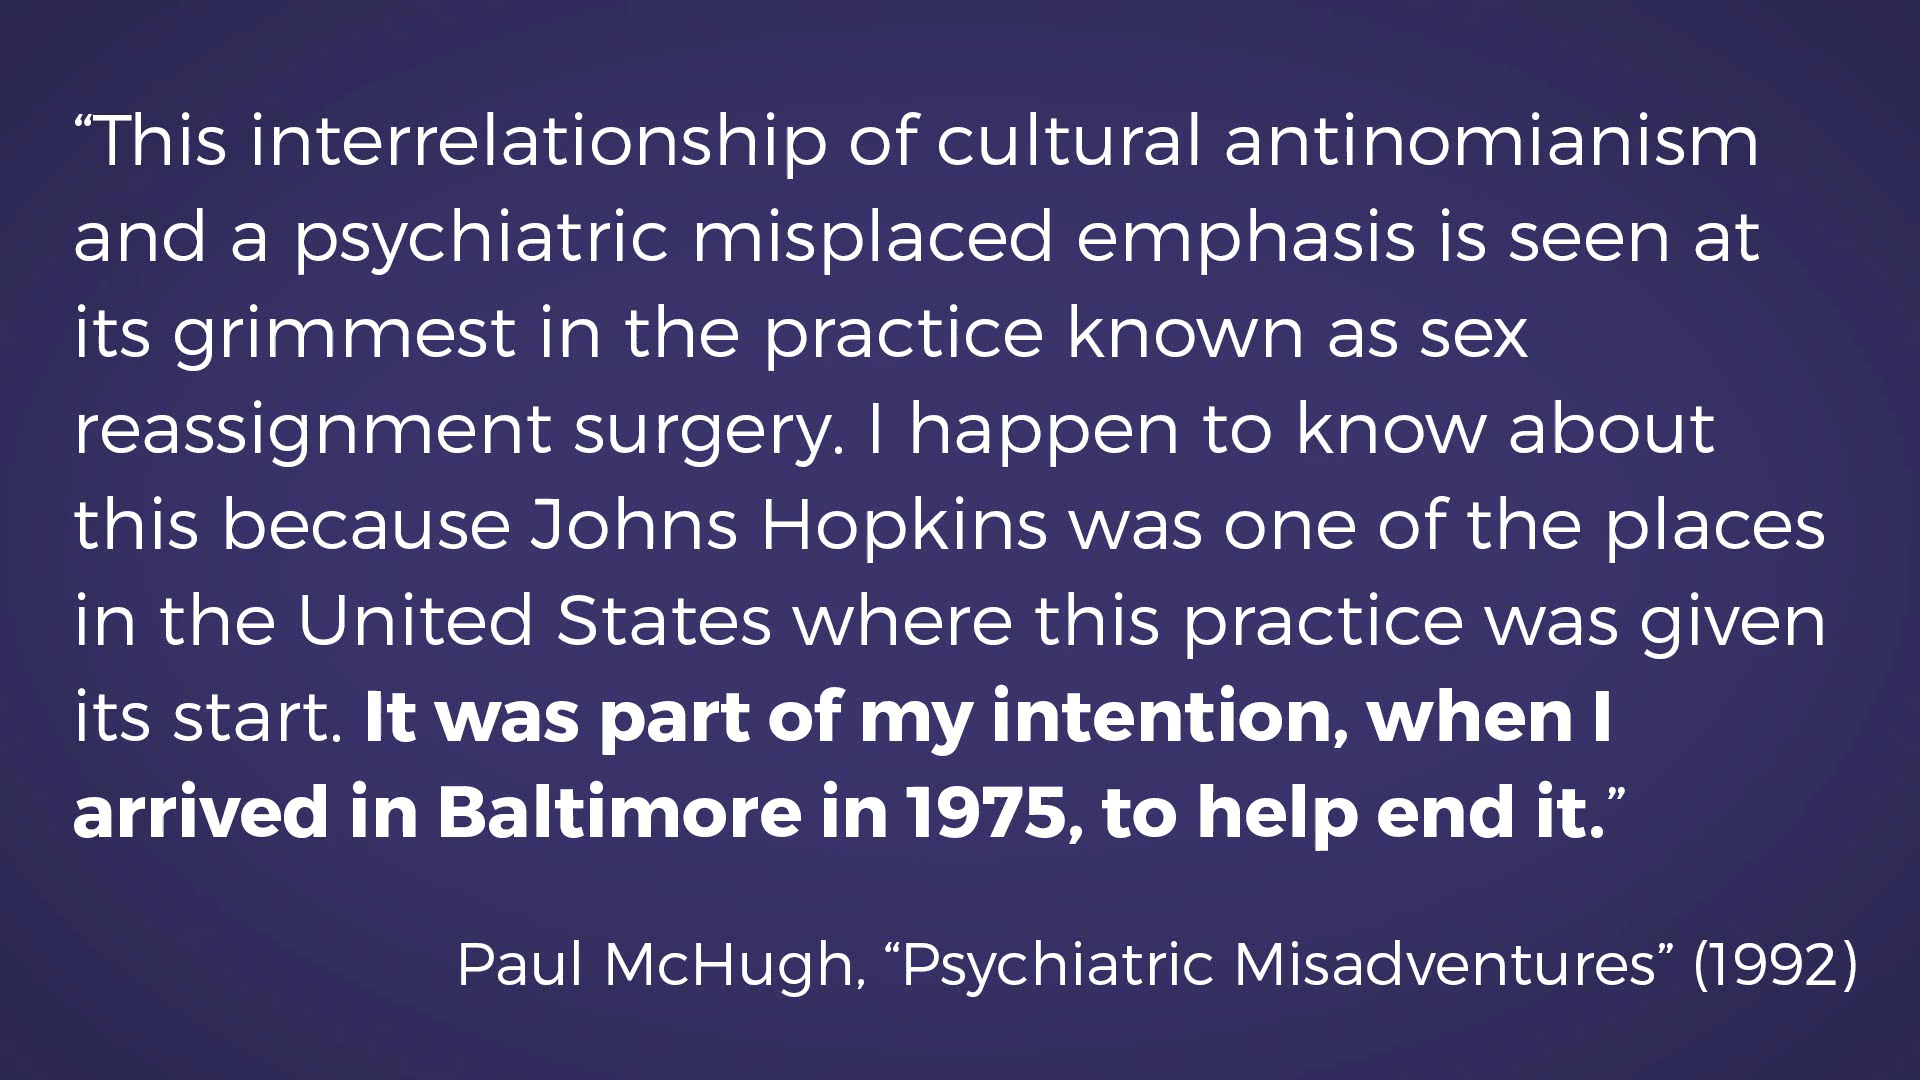 “This interrelationship of cultural antinomianism
and a psychiatric misplaced emphasis is seen at
its grimmest in the practice known as sex
reassignment surgery. I happen to know about
this because Johns Hopkins was one of the places
in the United States where this practice was given
its start. It was part of my intention, when I
arrived in Baltimore in 1975, to help end it.”
Paul McHugh, “Psychiatric Misadventures” (1992)